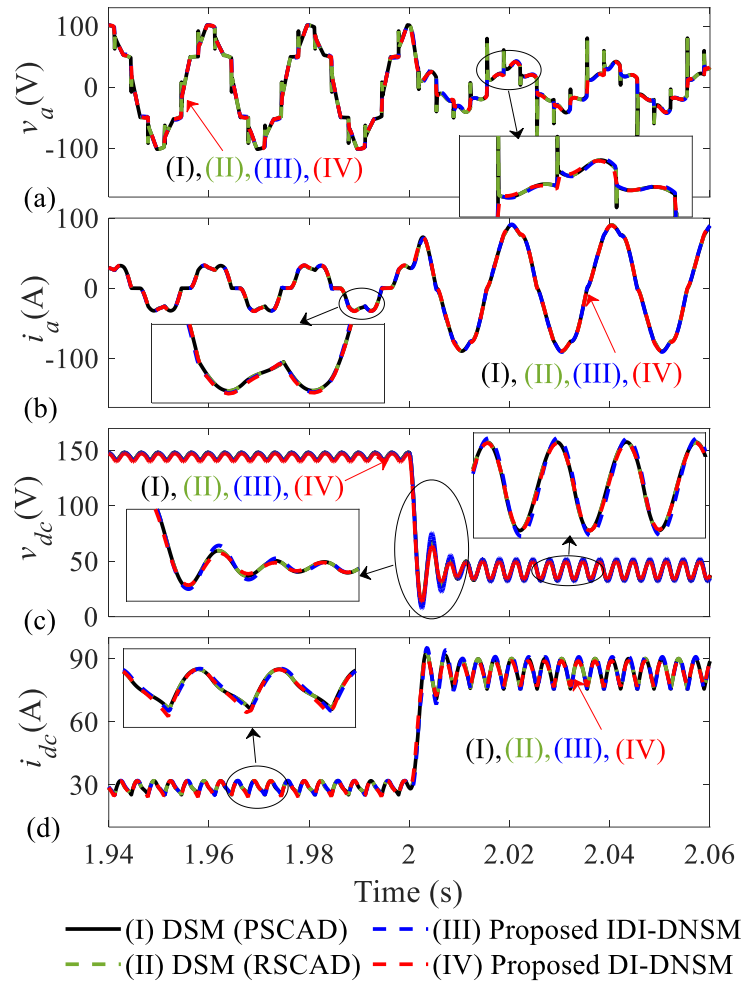 100
0
-100
v_a(V)
(I), (II), (III), (IV)
(a)
100
0
-100
i_a(A)
(I), (II), (III), (IV)
(b)
150
100
50
0
v_dc(V)
(I), (II), (III), (IV)
(c)
90
60
30
i_dc(A)
(I), (II), (III), (IV)
(d)
1.94 1.96 1.98 2 2.02 2.04 2.06
Time (s)
(I) DSM (PSCAD) (III) Proposed IDI-DNSM
(II) DSM (RSCAD) (IV) Proposed DI-DNSM